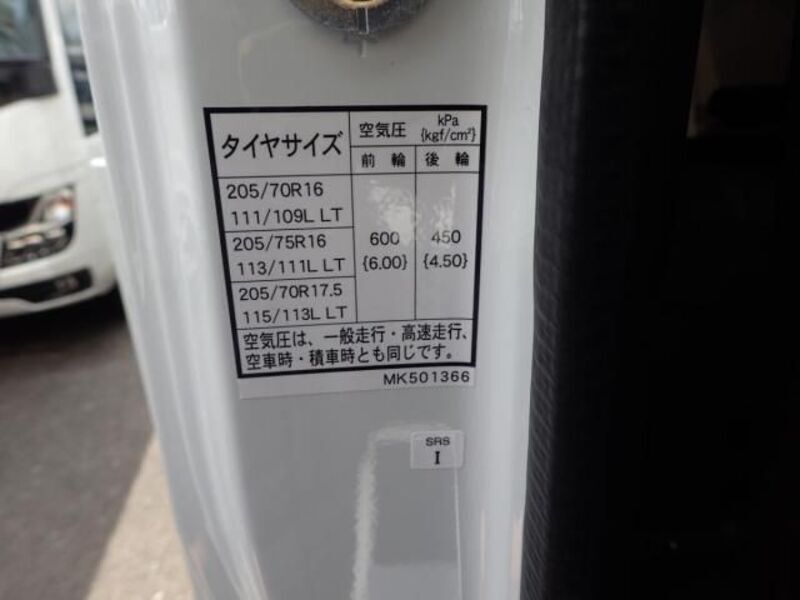 タイヤサイズ 空気圧 kPa
{kgf/cm²}
前輪 後輪
205/70R16
111/109L LT
205/75R16 600 450
113/111L LT {6.00} {4.50}
205/70R17.5
115/113L LT
空気圧は、一般走行・高速走行、
空車時・積車時とも同じです。
MK501366
SRS
I